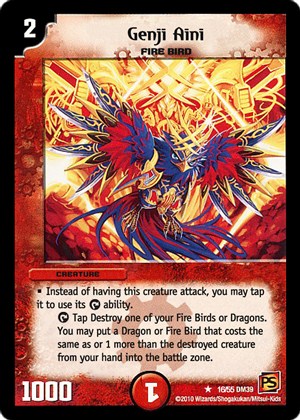 2
Genji Aini
FIRE BIRD
CREATURE
■ Instead of having this creature attack, you may tap
it to use its ability.
Tap Destroy one of your Fire Birds or Dragons.
You may put a Dragon or Fire Bird that costs the
same as or 1 more than the destroyed creature
from your hand into the battle zone.
1000
1
★ 16/55 DM39
©2010 Wizards/Shogakukan/Mitsui-Kids
PS